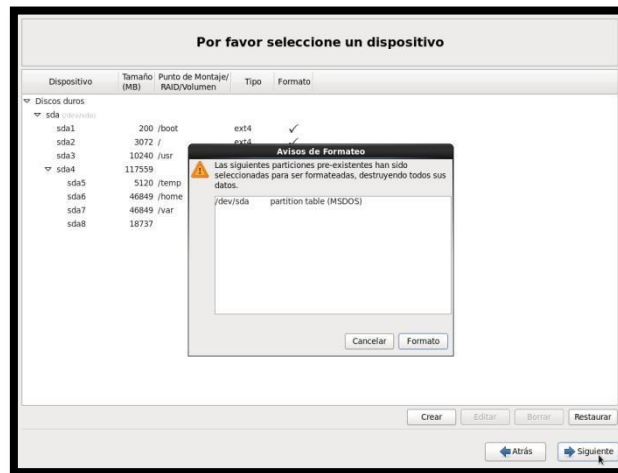 Por favor seleccione un dispositivo
Dispositivo Tamaño (MB) Punto de Montaje/ RAID/Volumen Tipo Formato
Discos duros
sda (/dev/sda)
sda1 200 /boot ext4 ✓
sda2 3072 / ext4
sda3 10240 /usr
sda4 117559
sda5 5120 /temp
sda6 46849 /home
sda7 46849 /var
sda8 18737
Avisos de Formateo
Las siguientes particiones pre-existentes han sido
seleccionadas para ser formateadas, destruyendo todos sus
datos.
/dev/sda partition table (MSDOS)
Cancelar Formato
Crear Editar Borrar Restaurar
Atrás Siguiente